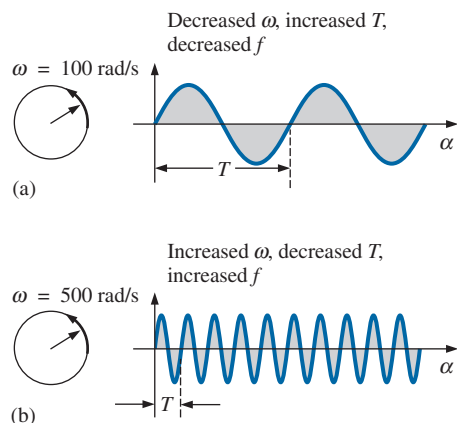 Decreased ω, increased T,
decreased f
ω = 100 rad/s
α
T
(a)
Increased ω, decreased T,
increased f
ω = 500 rad/s
α
T
(b)